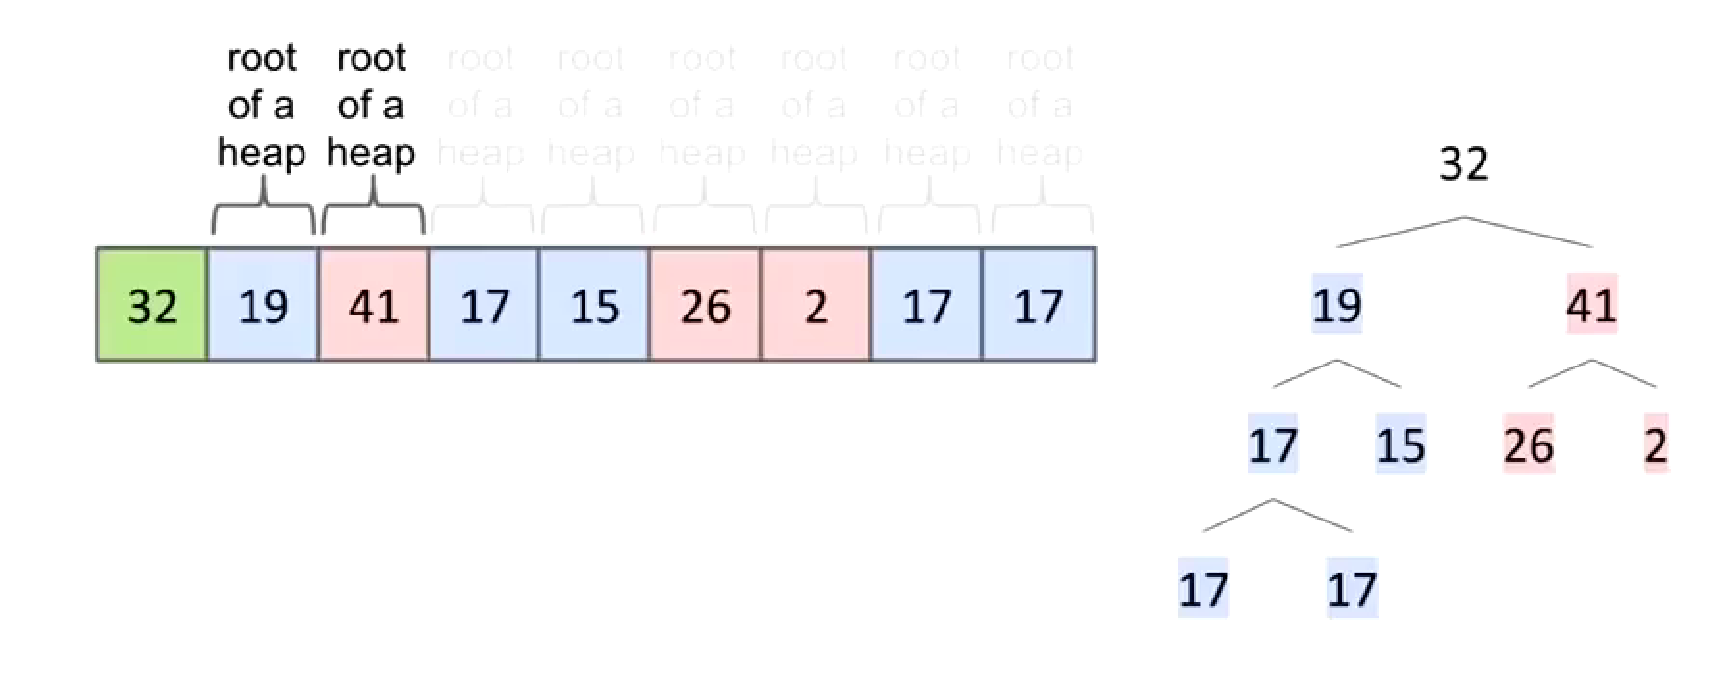 root root root root root root root root
of a of a of a of a of a of a of a of a
heap heap heap heap heap heap heap heap
32 19 41 17 15 26 2 17 17
32
19 41
17 15 26 2
17 17